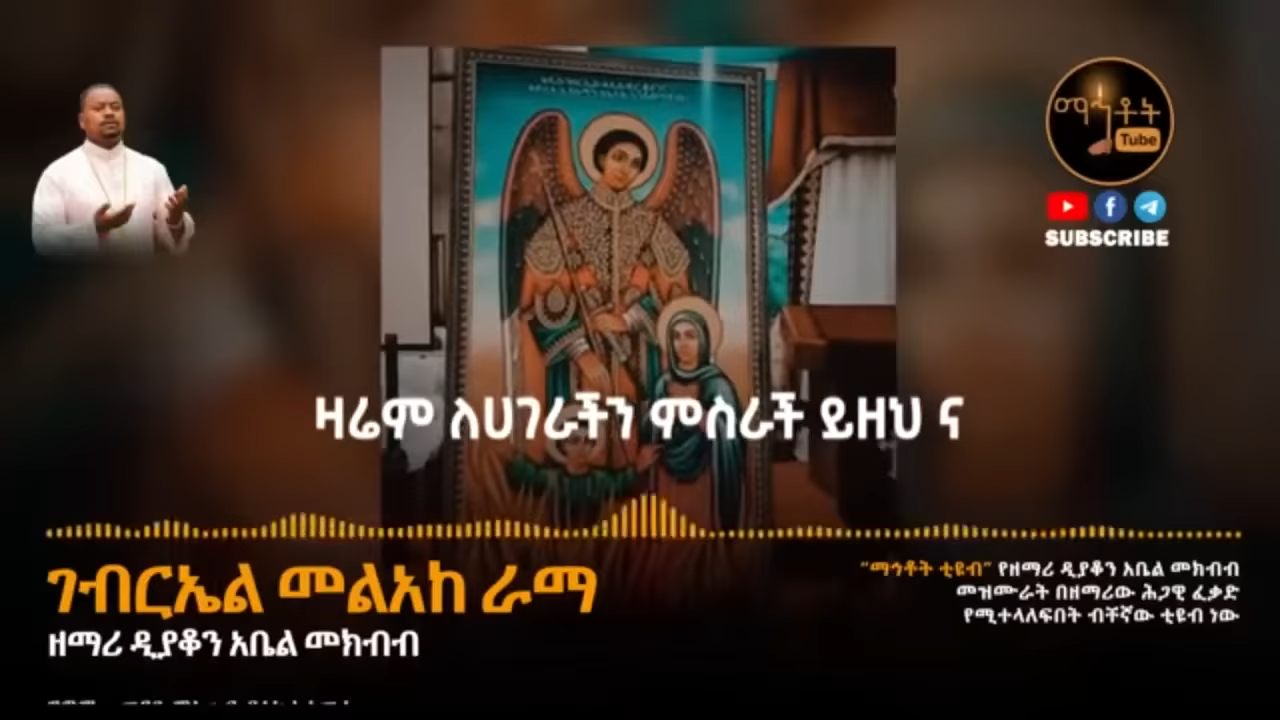 ማኅቶት
Tube
SUBSCRIBE
ዛሬም ለሀገራችን ምስራች ይዘህ ና
ገብርኤል መልአከ ራማ
ዘማሪ ዲያቆን አቤል መክብብ
“ማኅቶት ቲዩብ” የዘማሪ ዲያቆን አቤል መክብብ
መዝሙራት በዘማሪው ሕጋዊ ፈቃድ
የሚተላለፍበት ብቸኛው ቲዩብ ነው